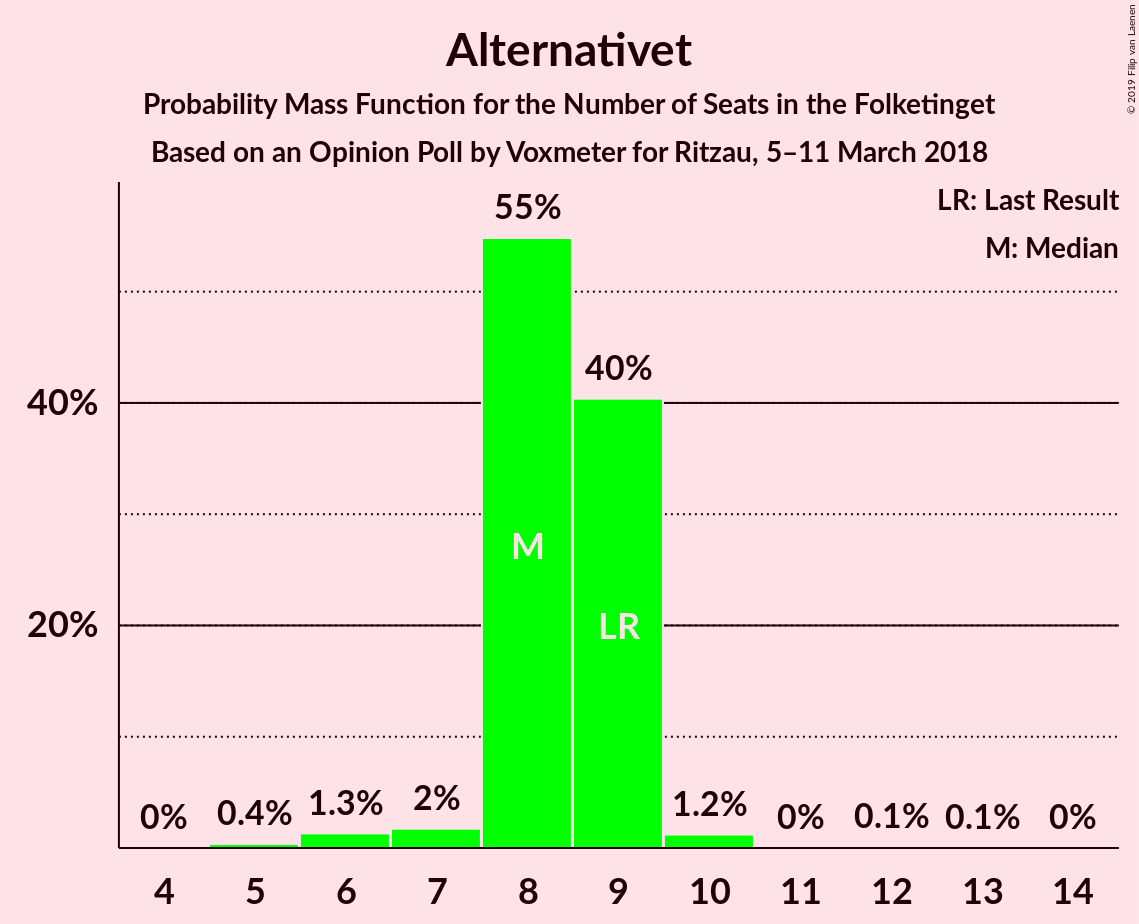 Alternativet
Probability Mass Function for the Number of Seats in the Folketinget
Based on an Opinion Poll by Voxmeter for Ritzau, 5–11 March 2018
© 2019 Filip van Laenen
LR: Last Result
M: Median
55%
40%
40%
M
20%
LR
0%
0.4%
1.3%
2%
1.2%
0%
0.1%
0.1%
0%
4 5 6 7 8 9 10 11 12 13 14